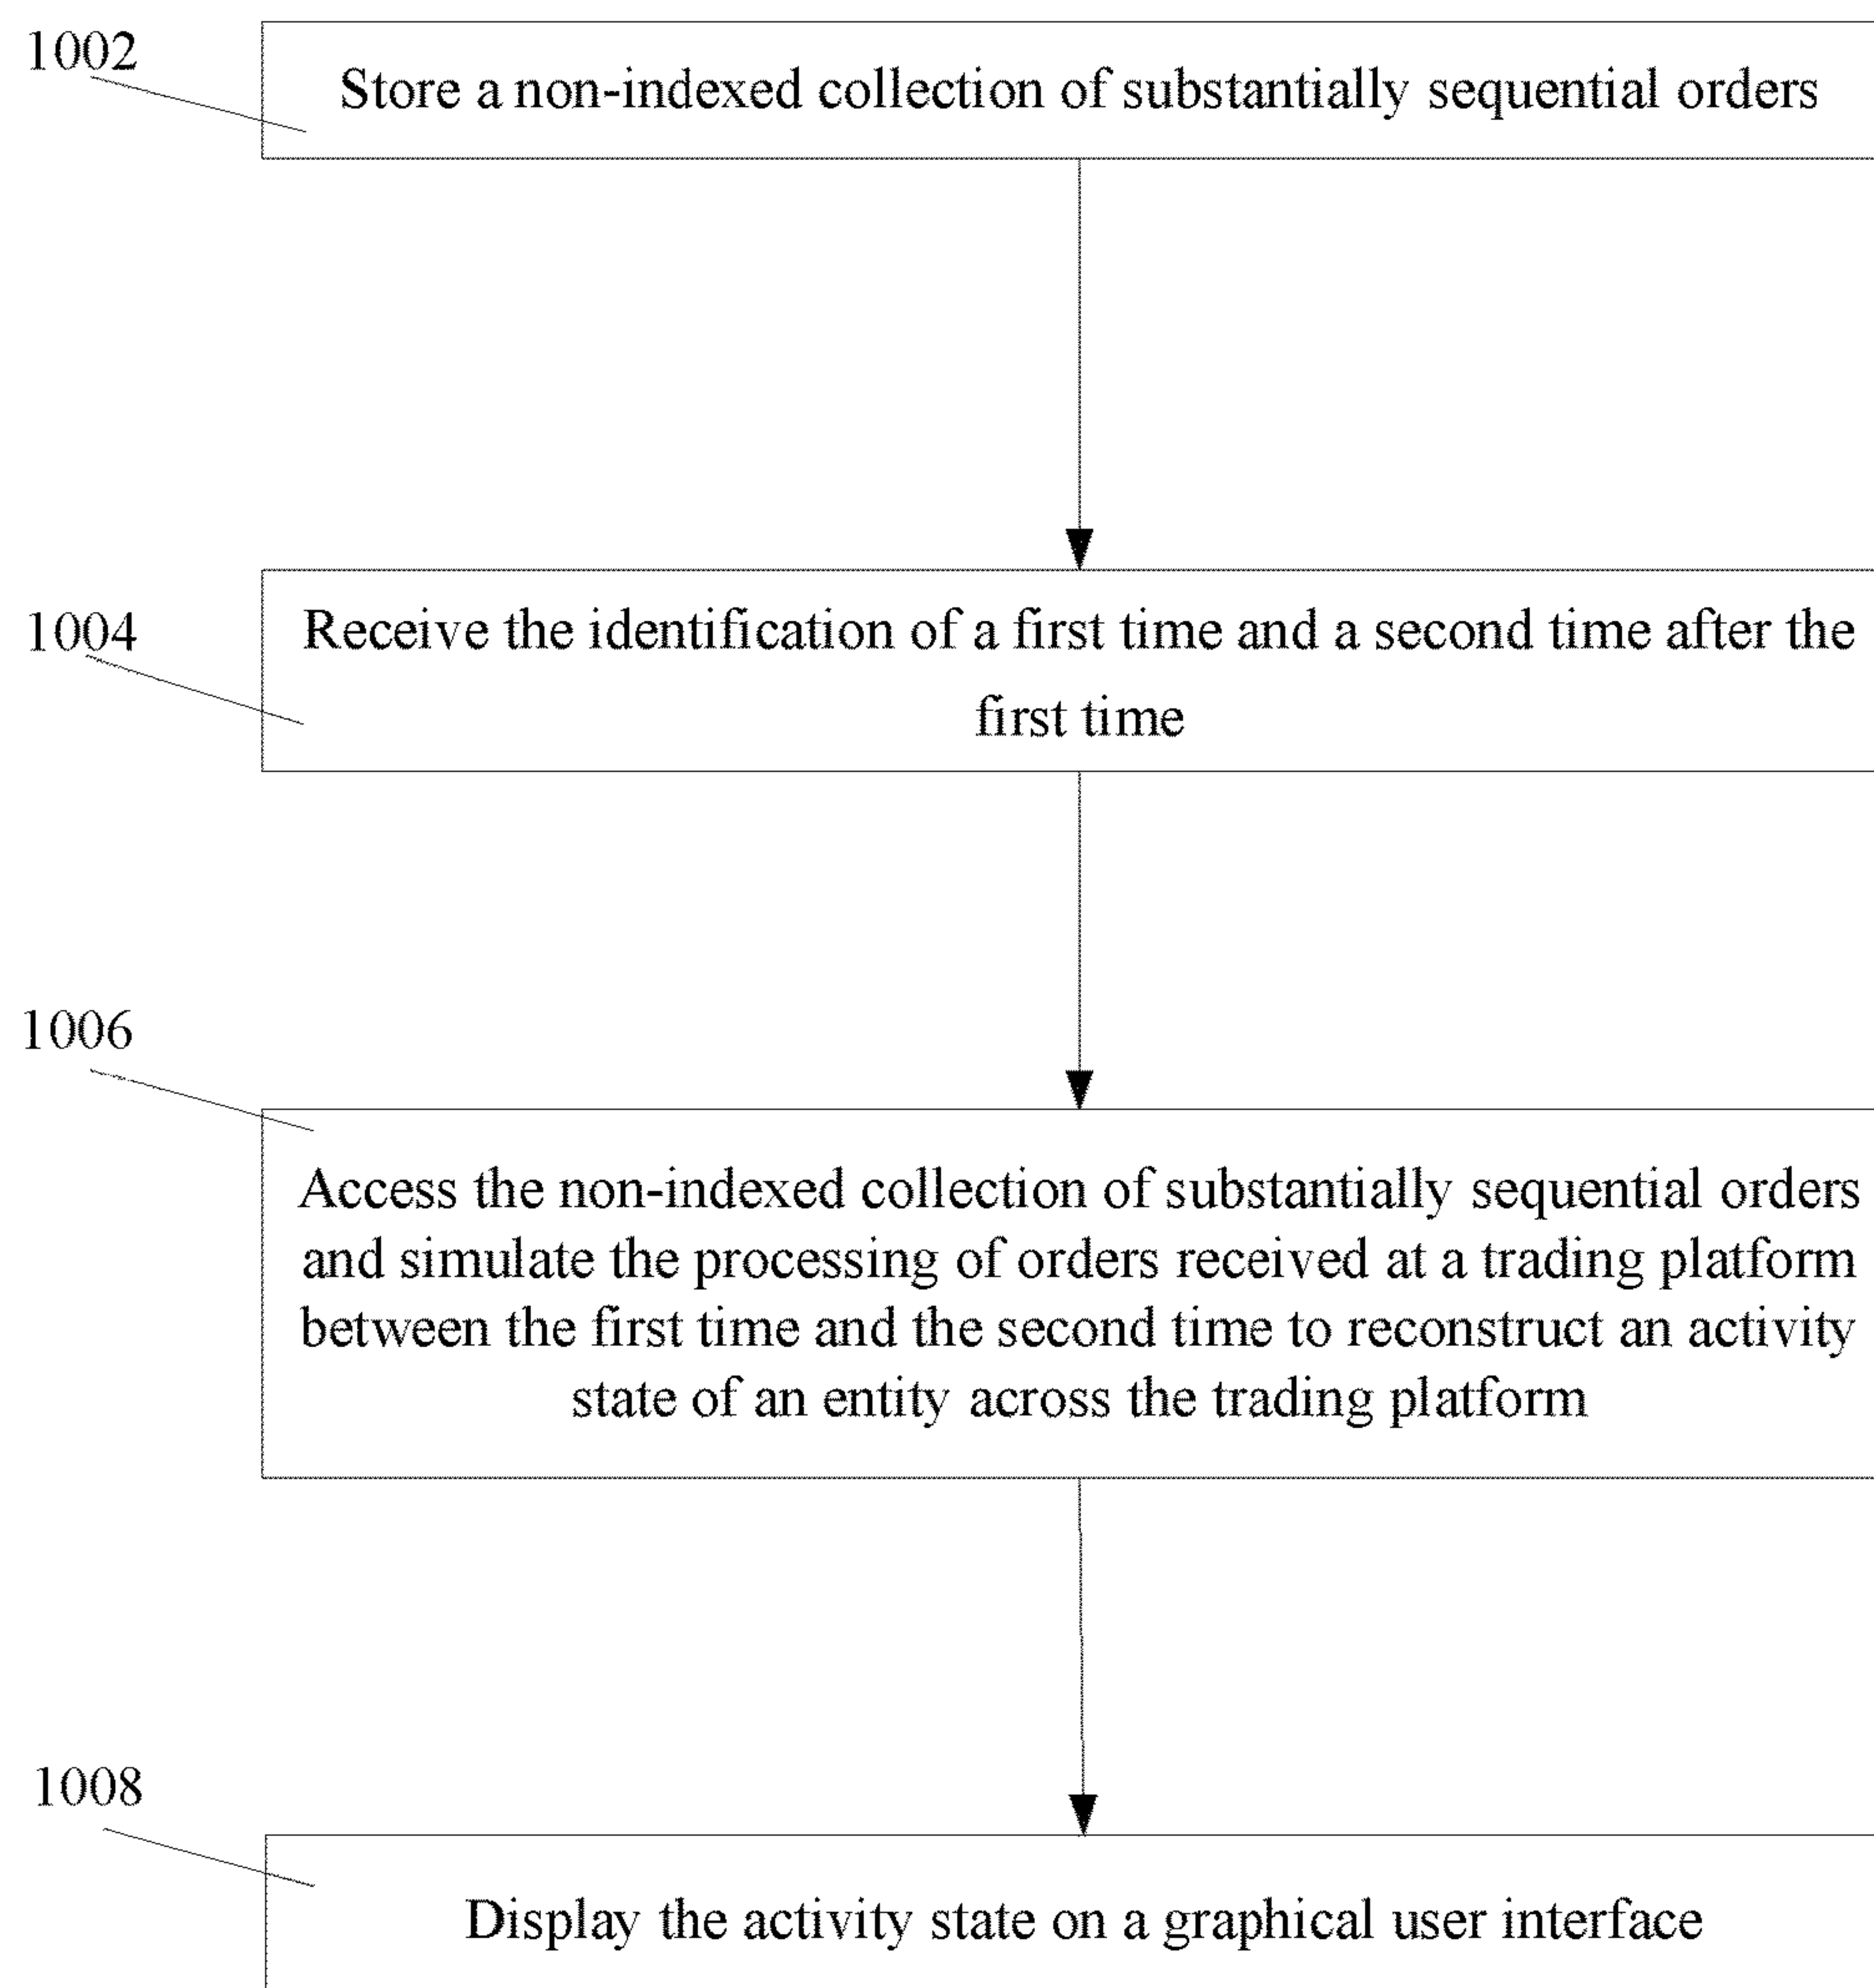 1002
Store a non-indexed collection of substantially sequential orders
1004
Receive the identification of a first time and a second time after the
first time
1006
Access the non-indexed collection of substantially sequential orders
and simulate the processing of orders received at a trading platform
between the first time and the second time to reconstruct an activity
state of an entity across the trading platform
1008
Display the activity state on a graphical user interface